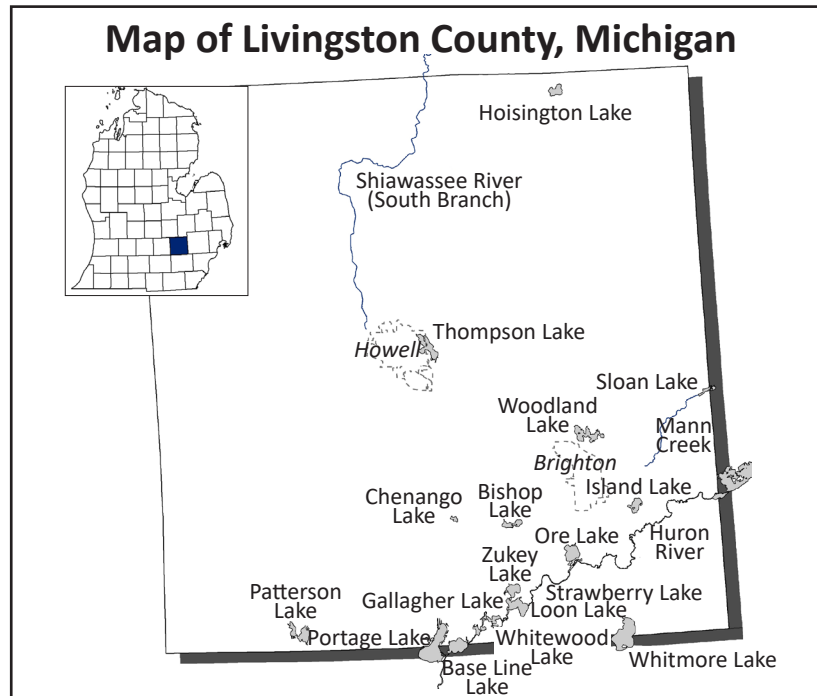 Map of Livingston County, Michigan
Hoisington Lake
Shiawassee River
(South Branch)
Thompson Lake
Howell
Sloan Lake
Woodland
Lake
Mann
Creek
Brighton
Island Lake
Chenango
Lake
Bishop
Lake
Ore Lake
Huron
River
Zukey
Lake
Strawberry Lake
Patterson
Lake
Gallagher Lake
Loon Lake
Portage Lake
Whitewood
Lake
Whitmore Lake
Base Line
Lake